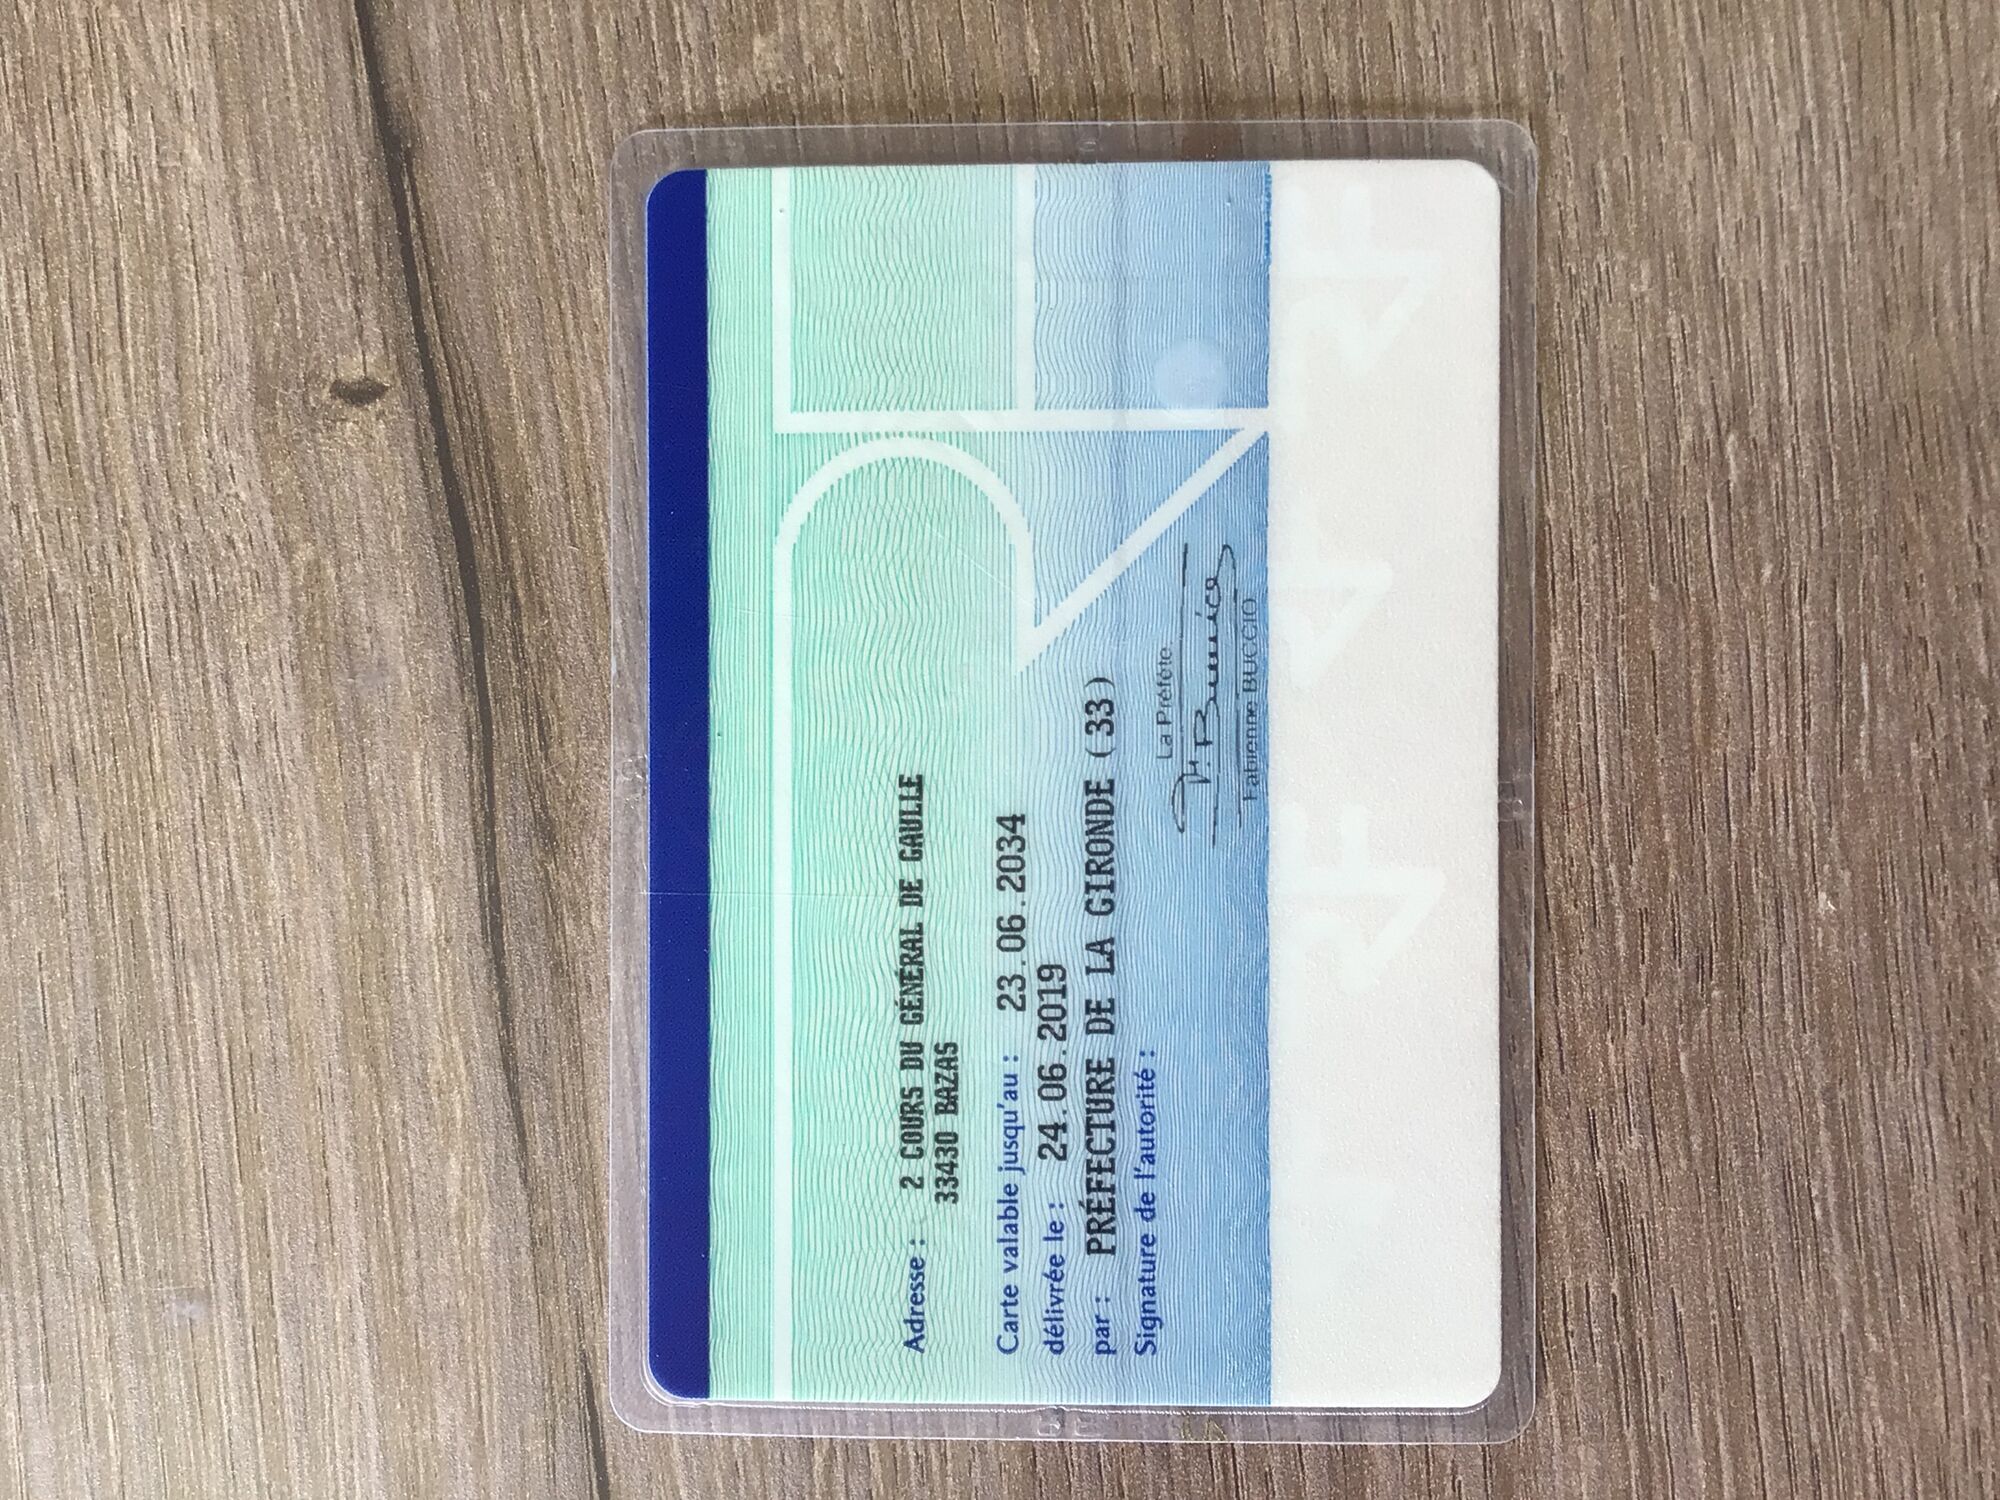 Adresse : 2 COURS DU GÉNÉRAL DE GAULLE
33430 BAZAS
Carte valable jusqu'au : 23.06.2034
délivrée le : 24.06.2019
par : PRÉFECTURE DE LA GIRONDE (33)
Signature de l'autorité :
La Préfète
Fabienne BUCCIO
RF